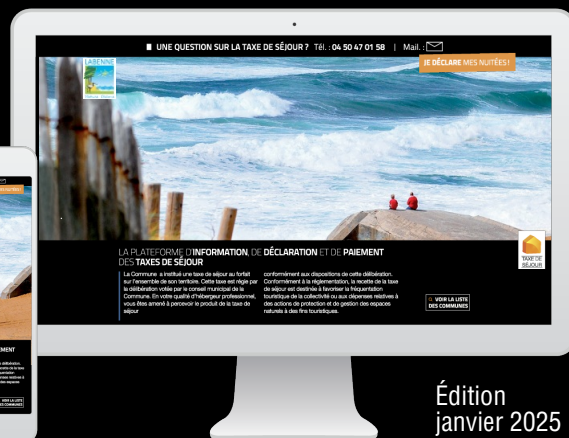 UNE QUESTION SUR LA TAXE DE SÉJOUR ? Tél. : 04 50 47 01 58 | Mail. :
JE DÉCLARE MES NUITÉES !
LABENNE
LA PLATEFORME D'INFORMATION, DE DÉCLARATION ET DE PAIEMENT
DES TAXES DE SÉJOUR
La Commune a institué une taxe de séjour au forfait
sur l'ensemble de son territoire. Cette taxe est régie par
la délibération votée par le conseil municipal de la
Commune. En votre qualité d'hébergeur professionnel,
vous êtes amené à percevoir le produit de la taxe de
séjour
conformément aux dispositions de cette délibération.
Conformément à la réglementation, la recette de la taxe
de séjour est destinée à favoriser la fréquentation
touristique de la collectivité ou aux dépenses relatives à
des actions de protection et de gestion des espaces
naturels à des fins touristiques.
TAXE DE
SÉJOUR
VOIR LA LISTE
DES COMMUNES
EMENT
VOIR LA LISTE
DES COMMUNES
Édition
janvier 2025